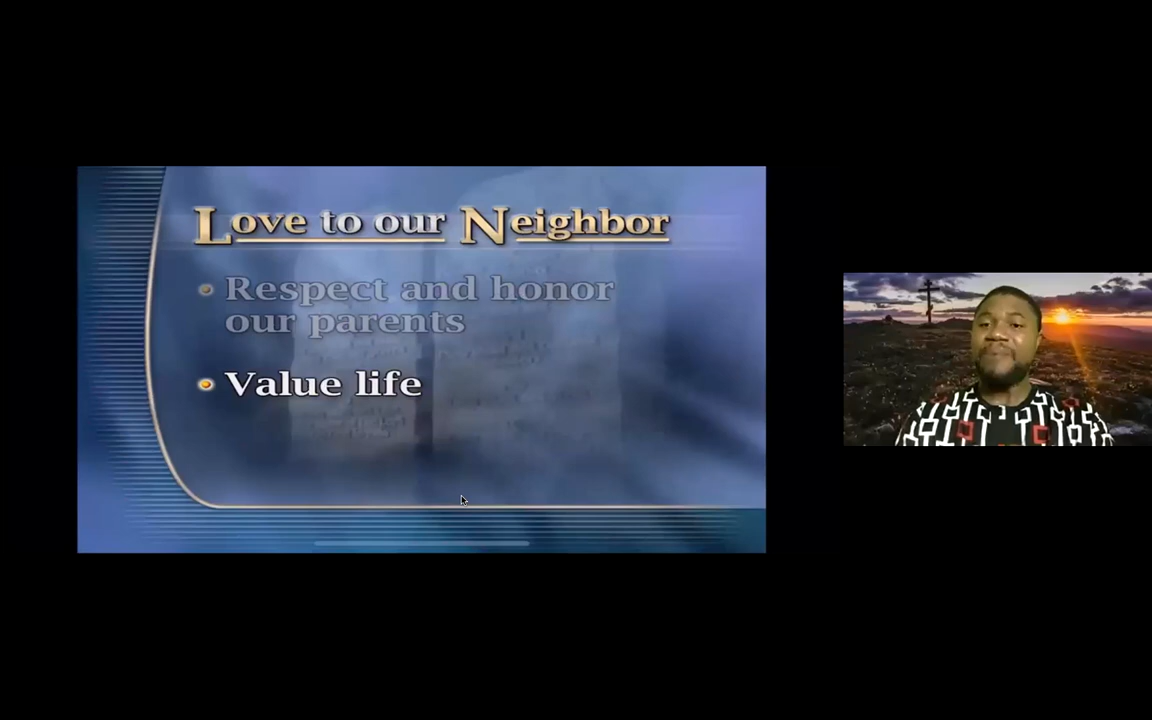 Love to our Neighbor
Respect and honor
our parents
Value life